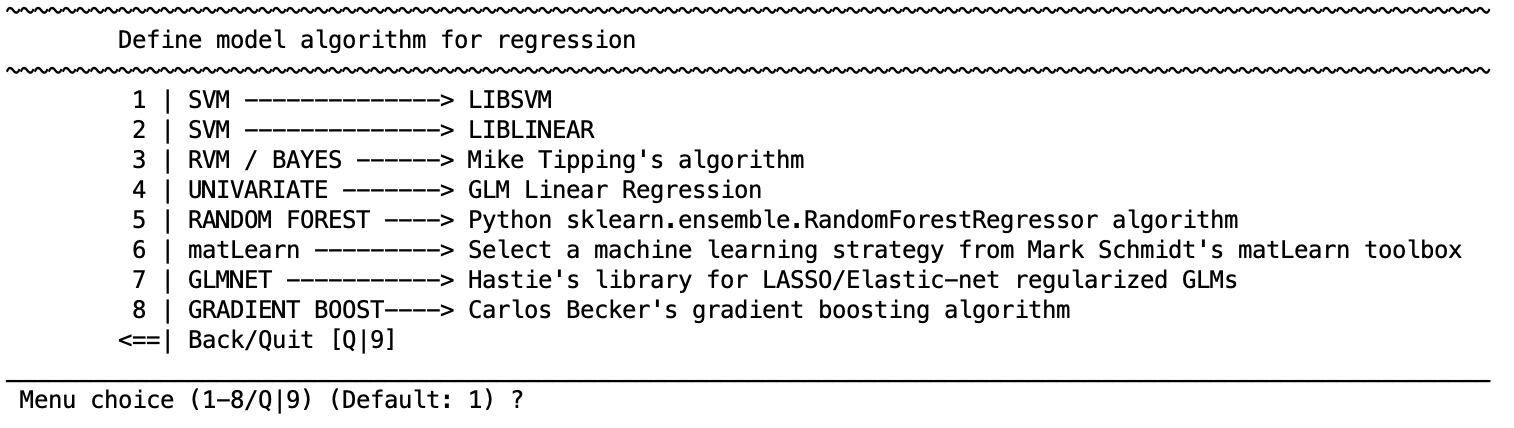 Define model algorithm for regression
1 | SVM --------------> LIBSVM
2 | SVM --------------> LIBLINEAR
3 | RVM / BAYES ------> Mike Tipping's algorithm
4 | UNIVARIATE -------> GLM Linear Regression
5 | RANDOM FOREST ----> Python sklearn.ensemble.RandomForestRegressor algorithm
6 | matLearn ---------> Select a machine learning strategy from Mark Schmidt's matLearn toolbox
7 | GLMNET -----------> Hastie's library for LASSO/Elastic-net regularized GLMs
8 | GRADIENT BOOST----> Carlos Becker's gradient boosting algorithm
<==| Back/Quit [Q|9]
Menu choice (1-8/Q|9) (Default: 1) ?